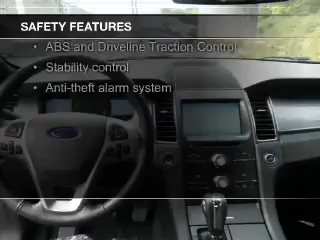 SAFETY FEATURES
• ABS and Driveline Traction Control
• Stability control
• Anti-theft alarm system